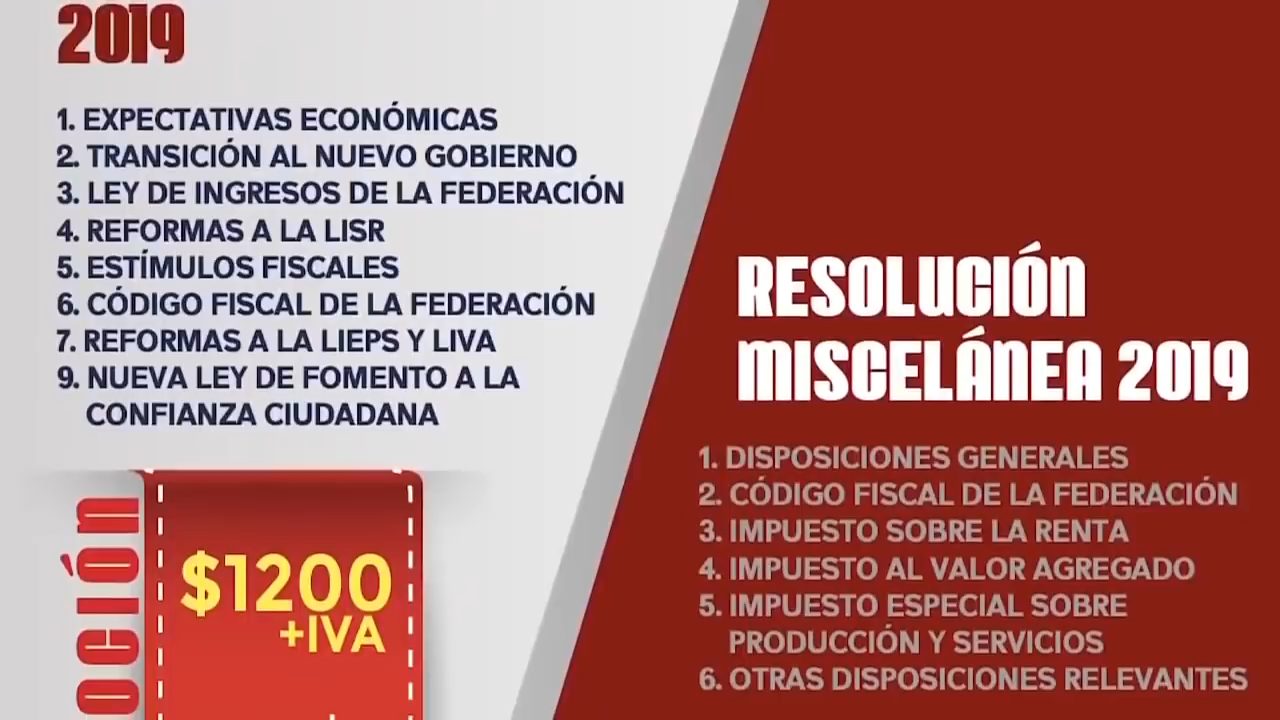 2019
1. EXPECTATIVAS ECONÓMICAS
2. TRANSICIÓN AL NUEVO GOBIERNO
3. LEY DE INGRESOS DE LA FEDERACIÓN
4. REFORMAS A LA LISR
5. ESTÍMULOS FISCALES
6. CÓDIGO FISCAL DE LA FEDERACIÓN
7. REFORMAS A LA LIEPS Y LIVA
9. NUEVA LEY DE FOMENTO A LA
CONFIANZA CIUDADANA
oción
$1200
+IVA
RESOLUCIÓN
MISCELÁNEA 2019
1. DISPOSICIONES GENERALES
2. CÓDIGO FISCAL DE LA FEDERACIÓN
3. IMPUESTO SOBRE LA RENTA
4. IMPUESTO AL VALOR AGREGADO
5. IMPUESTO ESPECIAL SOBRE
PRODUCCIÓN Y SERVICIOS
6. OTRAS DISPOSICIONES RELEVANTES